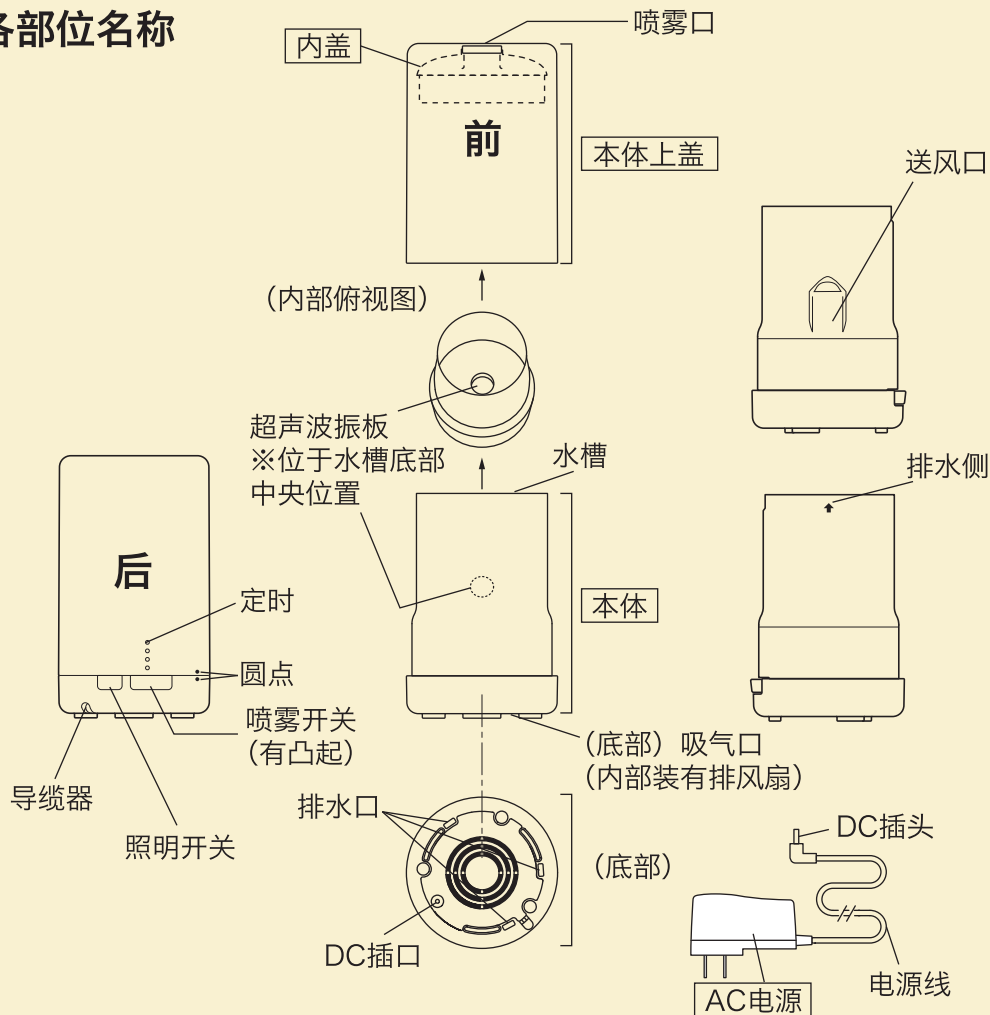 各部位名称
喷雾口
内盖
前
本体上盖
送风口
(内部俯视图)
超声波振板
※位于水槽底部
中央位置
水槽
排水侧
后
定时
本体
圆点
喷雾开关
(有凸起)
(底部) 吸气口
(内部装有排风扇)
导缆器
照明开关
排水口
DC插头
(底部)
DC插口
电源线
AC电源